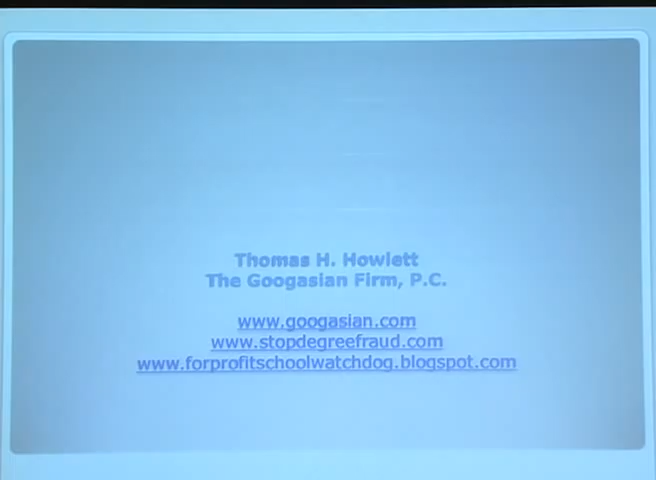 Thomas H. Howlett
The Googasian Firm, P.C.
www.googasian.com
www.stopdegreefraud.com
www.forprofitschoolwatchdog.blogspot.com